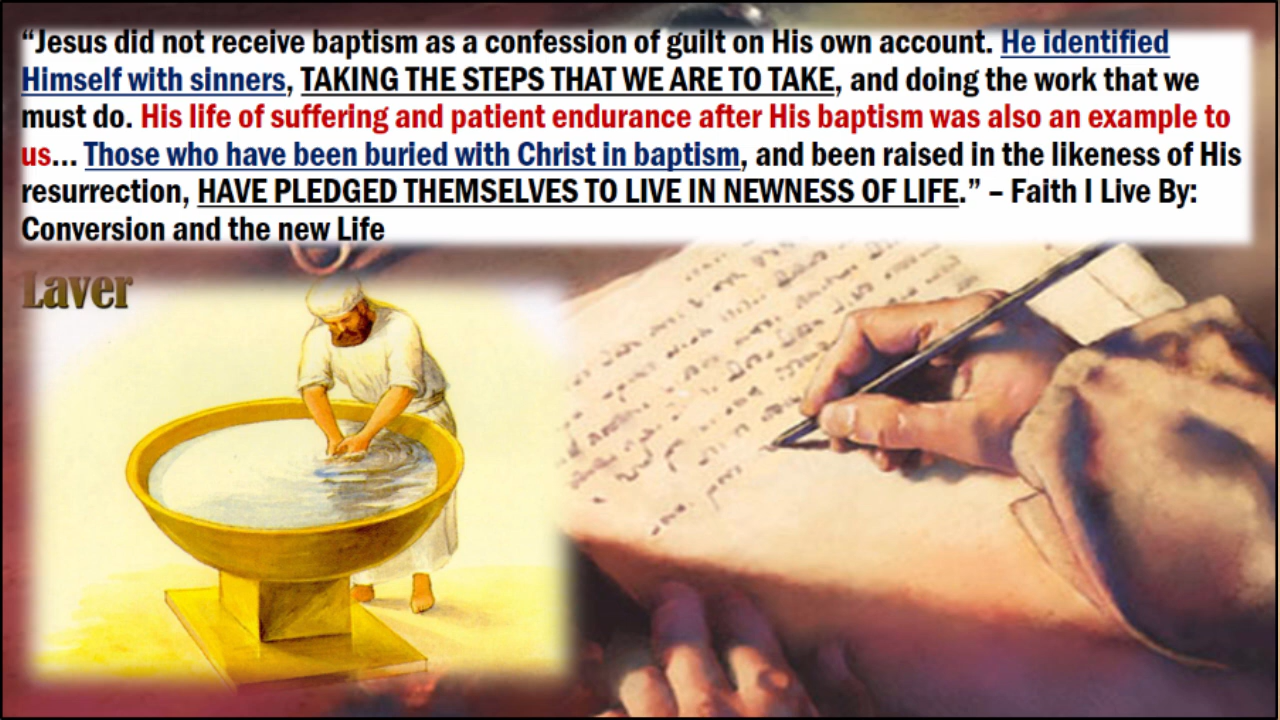 “Jesus did not receive baptism as a confession of guilt on His own account. He identified
Himself with sinners, TAKING THE STEPS THAT WE ARE TO TAKE, and doing the work that we
must do. His life of suffering and patient endurance after His baptism was also an example to
us... Those who have been buried with Christ in baptism, and been raised in the likeness of His
resurrection, HAVE PLEDGED THEMSELVES TO LIVE IN NEWNESS OF LIFE.” – Faith I Live By:
Conversion and the new Life
Laver